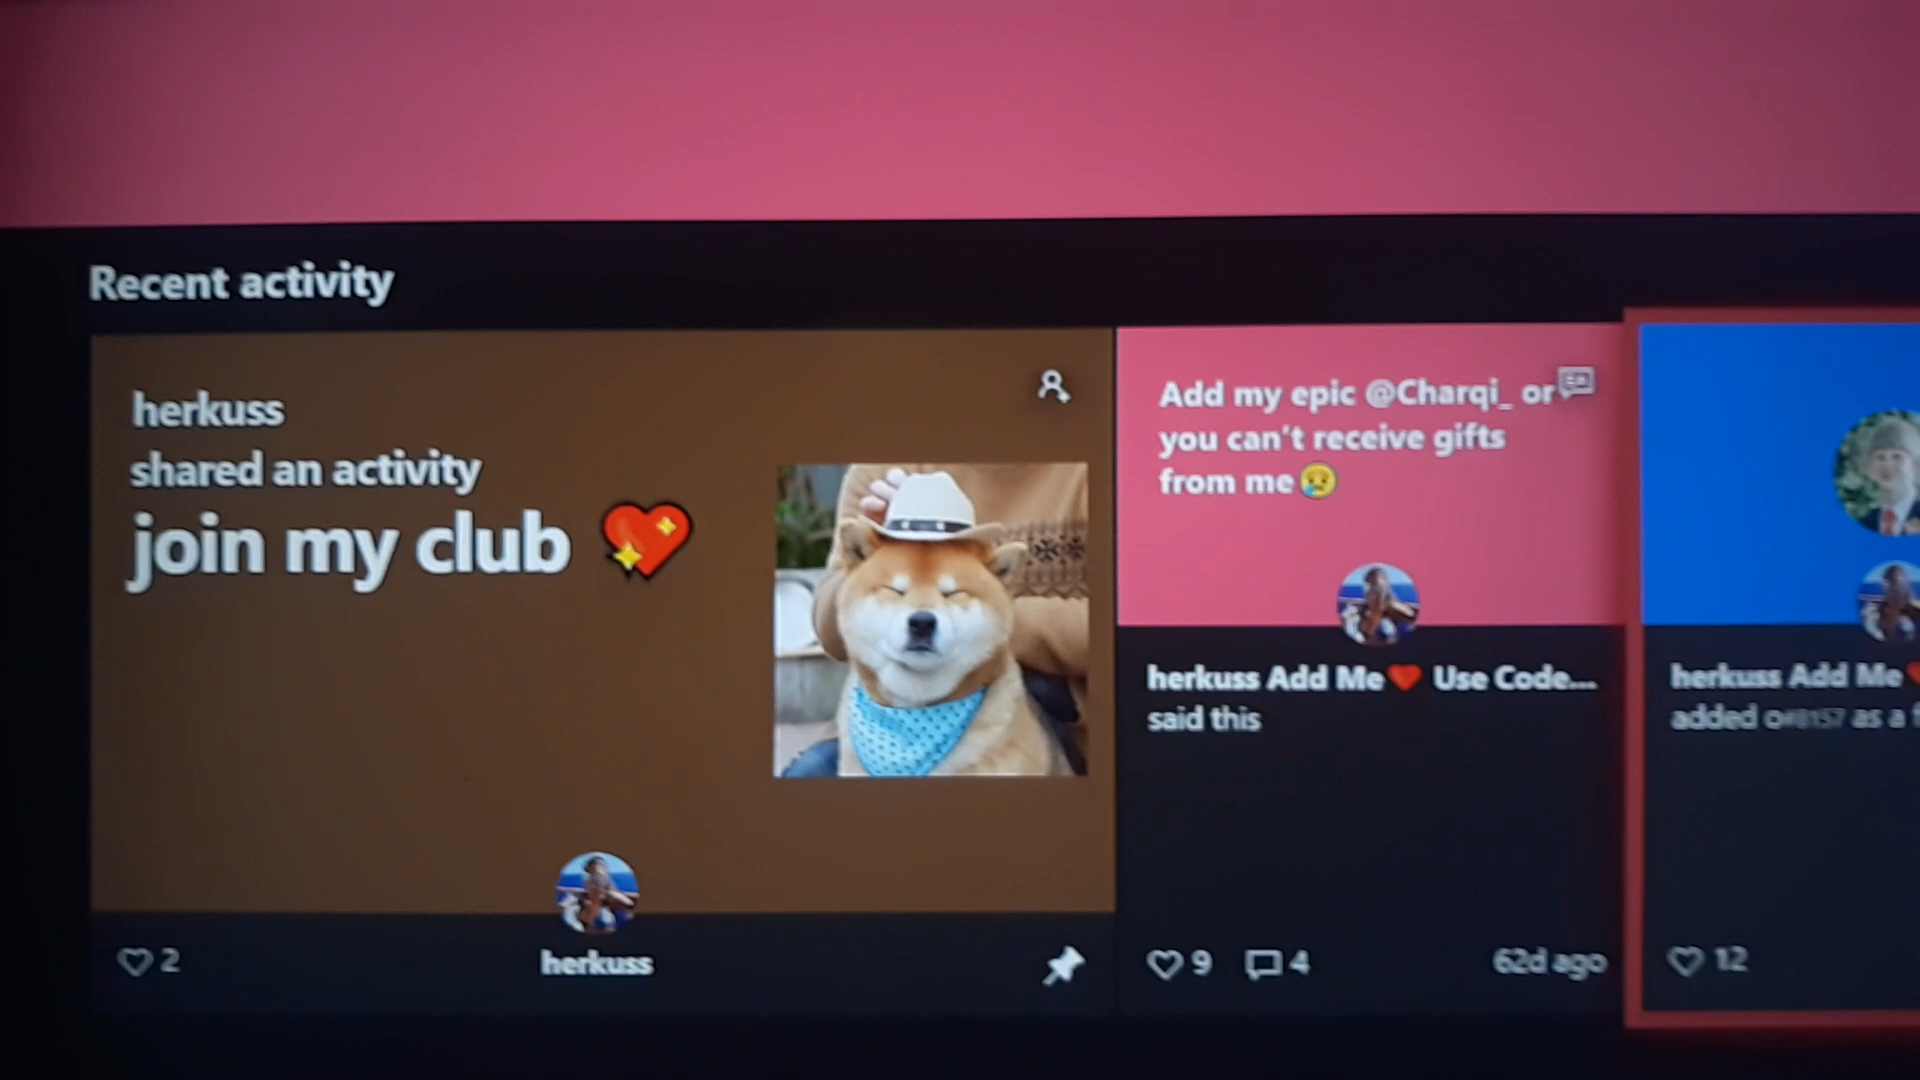 Recent activity
herkuss
shared an activity
join my club
2
herkuss
Add my epic @Charqi_ or
you can't receive gifts
from me
herkuss Add Me Use Code...
said this
9 4 62d ago
herkuss Add Me
added o#8157 as a f
12